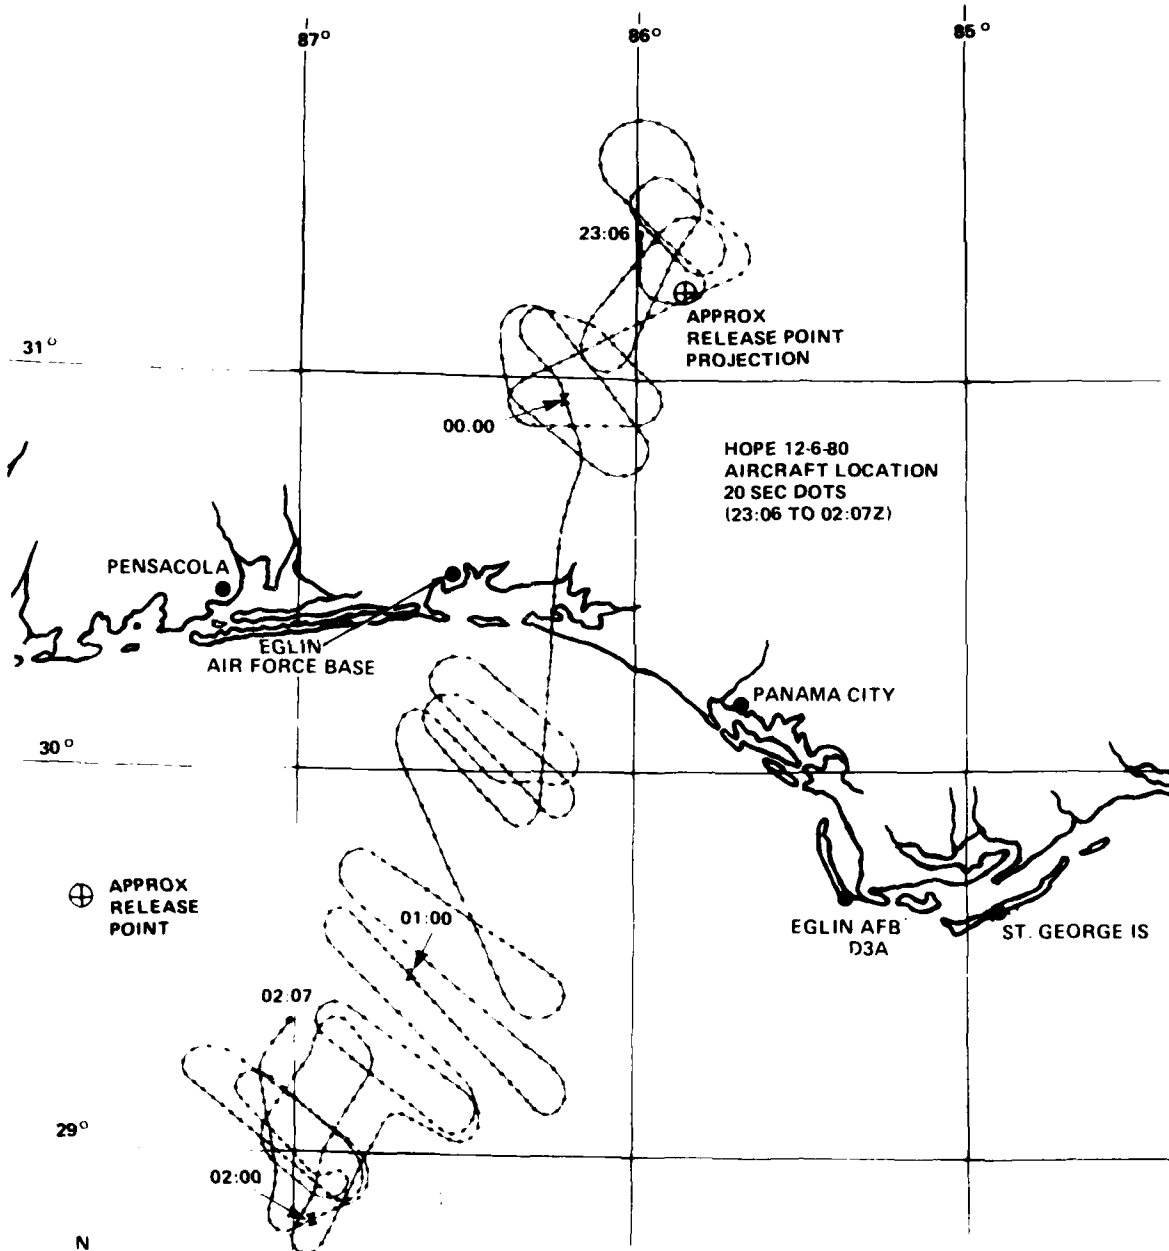 87°
86°
85°
23:06
APPROX
RELEASE POINT
PROJECTION
31°
00.00
HOPE 12-6-80
AIRCRAFT LOCATION
20 SEC DOTS
(23:06 TO 02:07Z)
PENSACOLA
EGLIN
AIR FORCE BASE
PANAMA CITY
30°
APPROX
RELEASE
POINT
01:00
EGLIN AFB
D3A
ST. GEORGE IS
02:07
29°
02:00
N